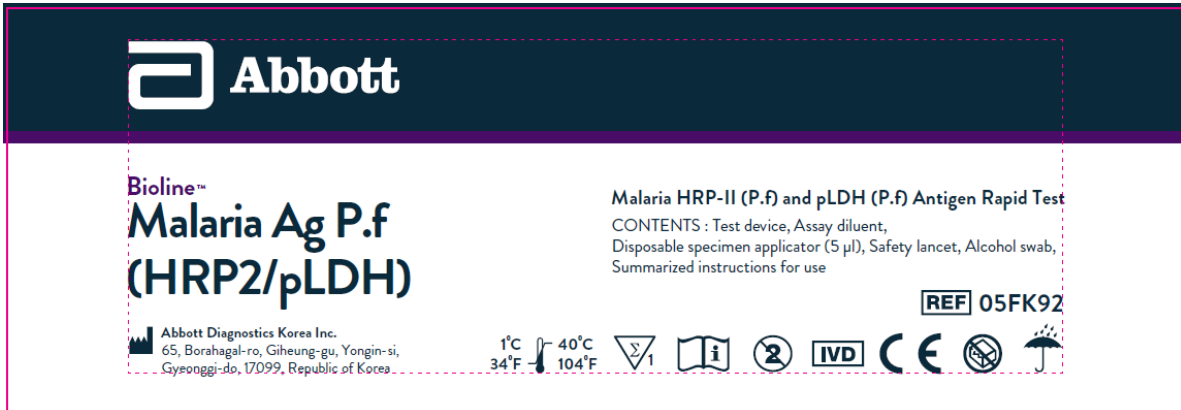 Abbott
Bioline™
Malaria Ag P.f
(HRP2/pLDH)
Malaria HRP-II (P.f) and pLDH (P.f) Antigen Rapid Test
CONTENTS : Test device, Assay diluent,
Disposable specimen applicator (5 µl), Safety lancet, Alcohol swab,
Summarized instructions for use
REF 05FK92
Abbott Diagnostics Korea Inc.
65, Borahagal-ro, Giheung-gu, Yongin-si,
Gyeonggi-do, 17099, Republic of Korea
1°C 40°C
34°F 104°F
Σ 1
i
2
IVD
CE